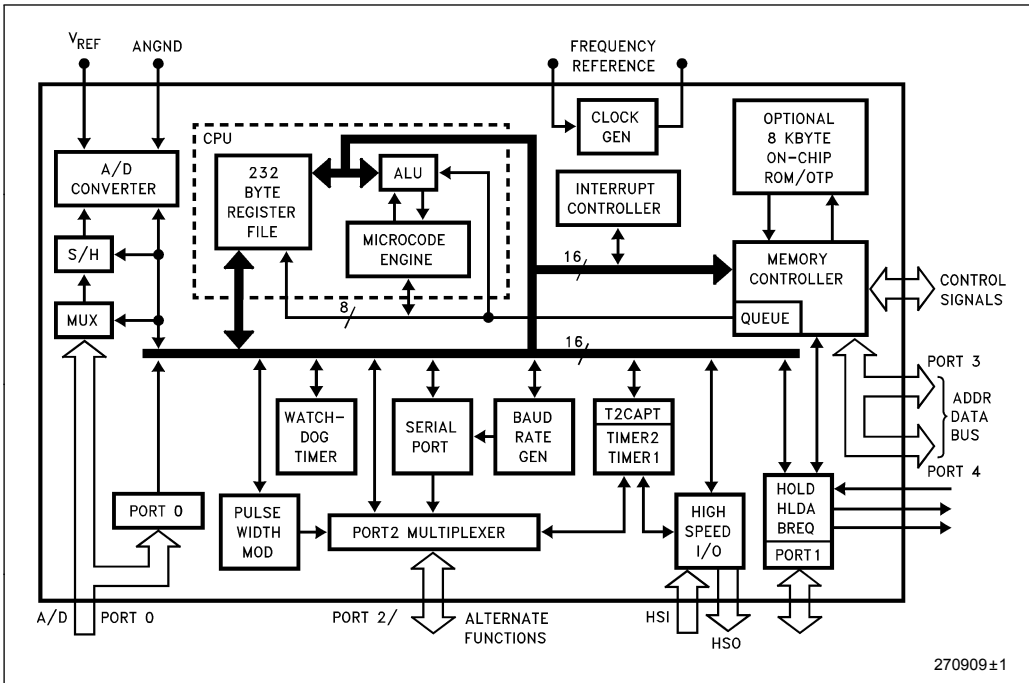 VREF
ANGND
FREQUENCY
REFERENCE
CPU
CLOCK
GEN
OPTIONAL
8 KBYTE
ON-CHIP
ROM/OTP
A/D
CONVERTER
232
BYTE
REGISTER
FILE
ALU
INTERRUPT
CONTROLLER
MICROCODE
ENGINE
S/H
MUX
16
MEMORY
CONTROLLER
QUEUE
CONTROL
SIGNALS
8
16
PORT 3
ADDR
DATA
BUS
PORT 4
WATCH-
DOG
TIMER
SERIAL
PORT
BAUD
RATE
GEN
T2CAPT
TIMER2
TIMER1
PORT 0
PULSE
WIDTH
MOD
PORT2 MULTIPLEXER
HIGH
SPEED
I/O
HOLD
HLDA
BREQ
PORT1
A/D
PORT 0
PORT 2/
ALTERNATE
FUNCTIONS
HSI
HSO
270909±1